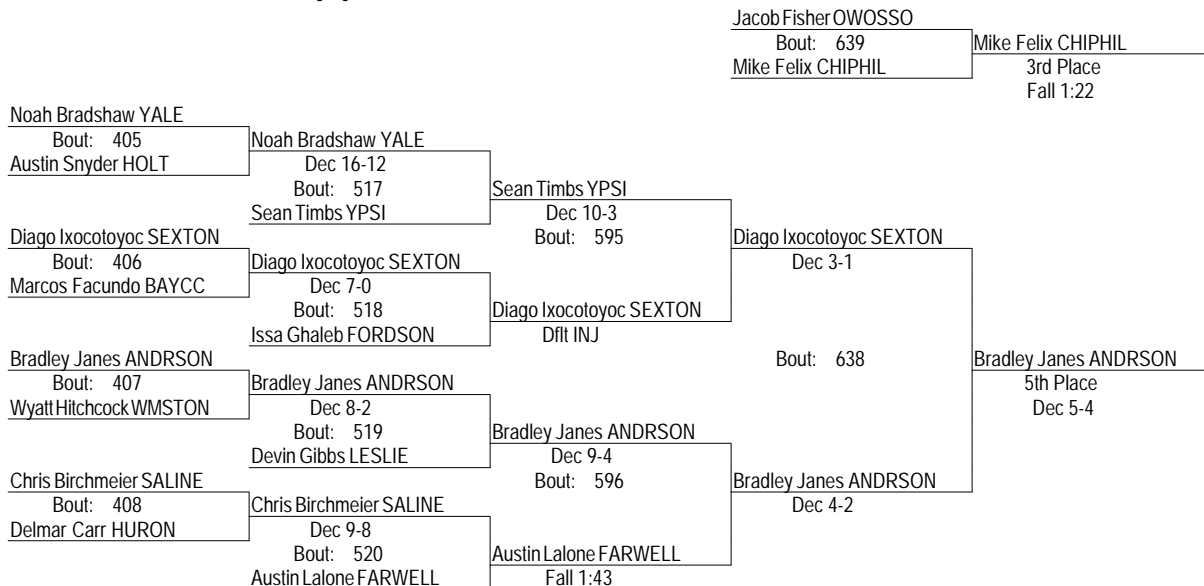 Jacob Fisher OWOSSO
Bout: 639
Mike Felix CHIPHIL
Mike Felix CHIPHIL
3rd Place
Fall 1:22
Noah Bradshaw YALE
Bout: 405
Austin Snyder HOLT
Noah Bradshaw YALE
Dec 16-12
Bout: 517
Sean Timbs YPSI
Sean Timbs YPSI
Dec 10-3
Bout: 595
Diago Ixocotoyoc SEXTON
Bout: 406
Marcos Facundo BAYCC
Diago Ixocotoyoc SEXTON
Dec 7-0
Bout: 518
Issa Ghaleb FORDSON
Diago Ixocotoyoc SEXTON
Dflt INJ
Diago Ixocotoyoc SEXTON
Dec 3-1
Bout: 638
Bradley Janes ANDRSON
5th Place
Dec 5-4
Bradley Janes ANDRSON
Bout: 407
Wyatt Hitchcock WMSTON
Bradley Janes ANDRSON
Dec 8-2
Bout: 519
Devin Gibbs LESLIE
Bradley Janes ANDRSON
Dec 9-4
Bout: 596
Bradley Janes ANDRSON
Dec 4-2
Chris Birchmeier SALINE
Bout: 408
Delmar Carr HURON
Chris Birchmeier SALINE
Dec 9-8
Bout: 520
Austin Lalone FARWELL
Austin Lalone FARWELL
Fall 1:43